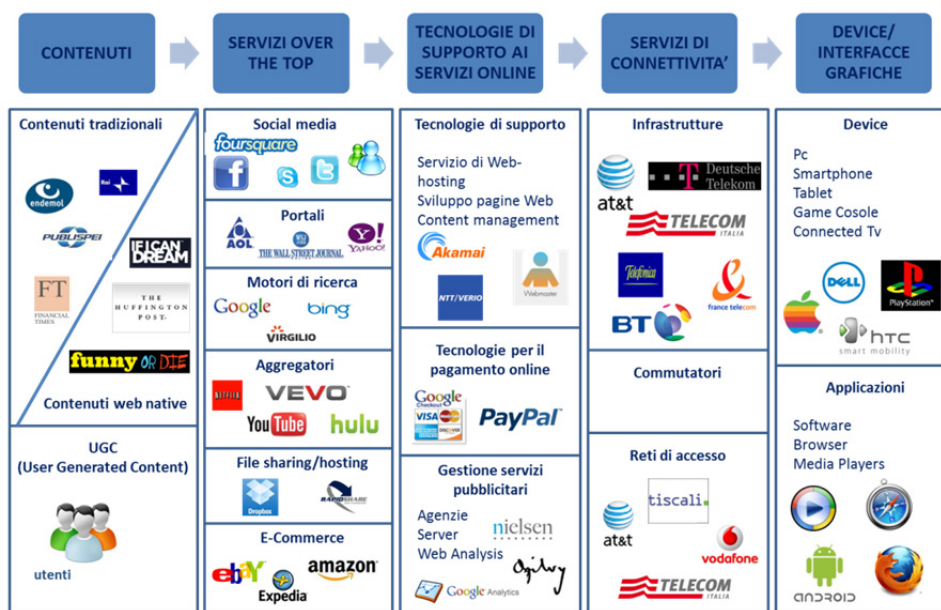 CONTENUTI
SERVIZI OVER
THE TOP
TECNOLOGIE DI
SUPPORTO AI
SERVIZI ONLINE
SERVIZI DI
CONNETTIVITA'
DEVICE/
INTERFACCE
GRAFICHE
Contenuti tradizionali
endemol
Rai
PUBLISPEI
IF I CAN
DREAM
FT
FINANCIAL
TIMES
THE
HUFFINGTON
POST
funny OR DIE
Contenuti web native
UGC
(User Generated Content)
utenti
Social media
foursquare
f
S
t
Portali
AOL
WSJ
THE WALL STREET JOURNAL
Y!
YAHOO!
Motori di ricerca
Google
bing
VIRGILIO
Aggregatori
NETFLIX
VEVO
YouTube
hulu
File sharing/hosting
Dropbox
RAPIDSHARE
E-Commerce
ebay
Expedia
amazon
Tecnologie di supporto
Servizio di Web-
hosting
Sviluppo pagine Web
Content management
Akamai
NTT/VERIO
Webmaster
Tecnologie per il
pagamento online
Google
Checkout
VISA
DISCOVER
PayPal
Gestione servizi
pubblicitari
Agenzie
Server
Web Analysis
nielsen
Ogilvy
Google Analytics
Infrastrutture
at&t
T
Deutsche
Telekom
TELECOM
ITALIA
Telefónica
france telecom
BT
Commutatori
Reti di accesso
at&t
tiscali.
vodafone
TELECOM
ITALIA
Device
Pc
Smartphone
Tablet
Game Cosole
Connected Tv
DELL
PlayStation
htc
smart mobility
Applicazioni
Software
Browser
Media Players
ANDROID